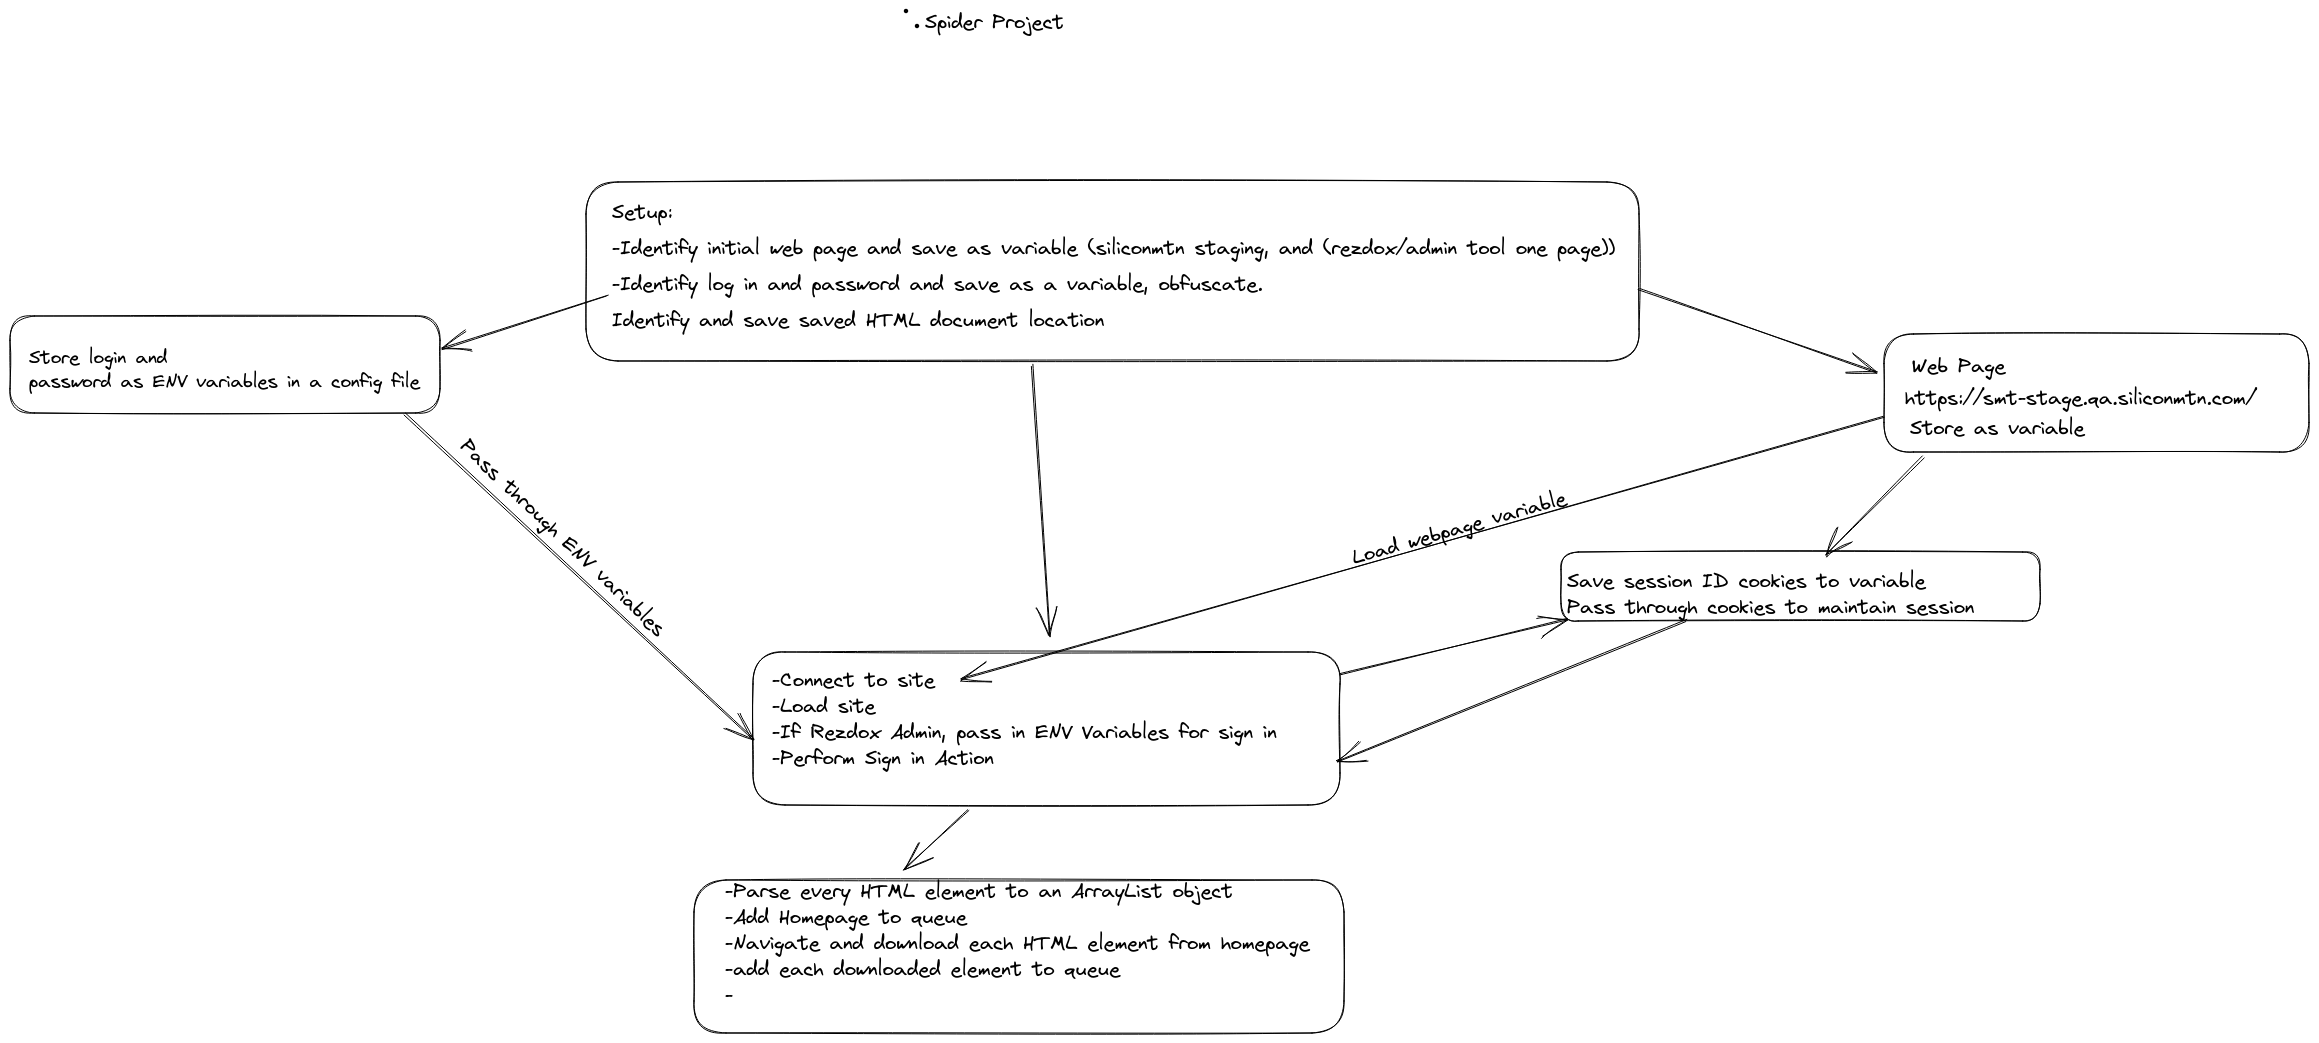 Spider Project
Setup:
-Identify initial web page and save as variable (siliconmtn staging, and (rezdox/admin tool one page))
-Identify log in and password and save as a variable, obfuscate.
Identify and save saved HTML document location
Store login and
password as ENV variables in a config file
Web Page
https://smt-stage.qa.siliconmtn.com/
Store as variable
Pass through ENV variables
Load webpage variable
Save session ID cookies to variable
Pass through cookies to maintain session
-Connect to site
-Load site
-If Rezdox Admin, pass in ENV Variables for sign in
-Perform Sign in Action
-Parse every HTML element to an ArrayList object
-Add Homepage to queue
-Navigate and download each HTML element from homepage
-add each downloaded element to queue
-